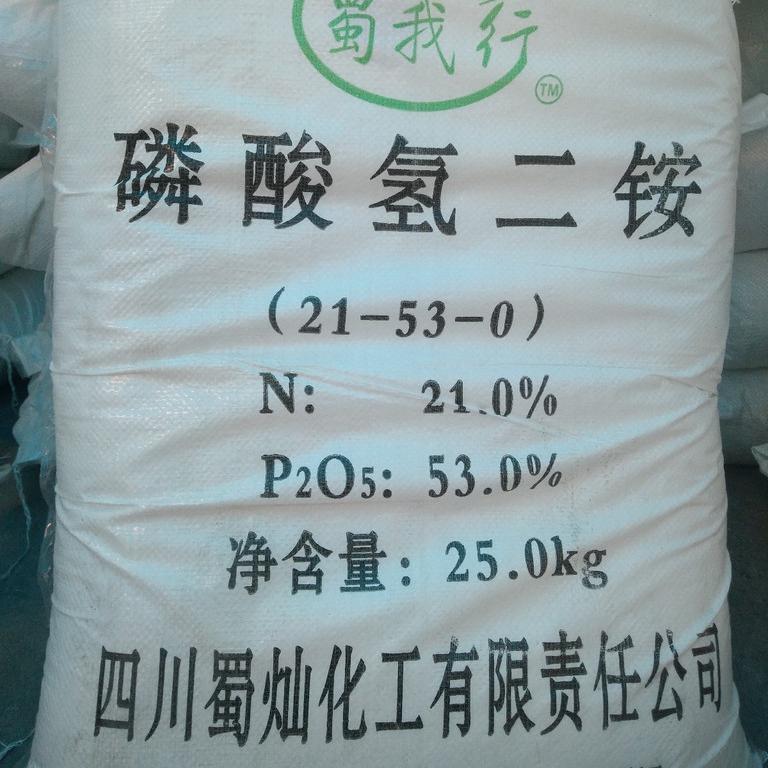 蜀我行
TM
磷酸氢二铵
(21-53-0)
N: 21.0%
P2O5: 53.0%
净含量: 25.0kg
四川蜀灿化工有限责任公司